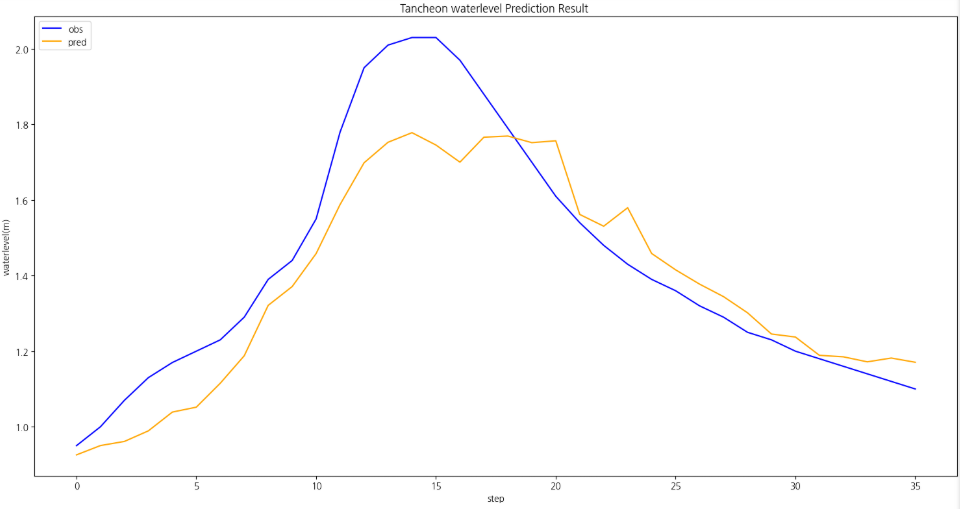 Tancheon waterlevel Prediction Result
obs
pred
2.0
1.8
1.6
1.4
1.2
1.0
waterlevel(m)
0 5 10 15 20 25 30 35
step